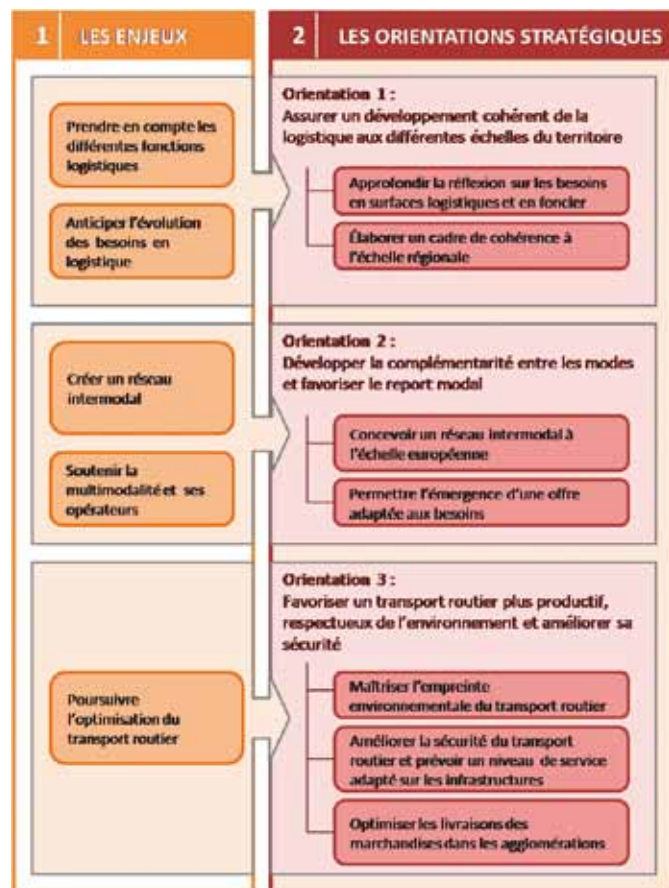 1 LES ENJEUX
2 LES ORIENTATIONS STRATÉGIQUES
Prendre en compte les
différentes fonctions
logistiques
Anticiper l'évolution
des besoins en
logistique
Orientation 1 :
Assurer un développement cohérent de la
logistique aux différentes échelles du territoire
Approfondir la réflexion sur les besoins
en surfaces logistiques et en foncier
Élaborer un cadre de cohérence à
l'échelle régionale
Créer un réseau
intermodal
Soutenir la
multimodalité et ses
opérateurs
Orientation 2 :
Développer la complémentarité entre les modes
et favoriser le report modal
Concevoir un réseau intermodal à
l'échelle européenne
Permettre l'émergence d'une offre
adaptée aux besoins
Poursuivre
l'optimisation du
transport routier
Orientation 3 :
Favoriser un transport routier plus productif,
respectueux de l'environnement et améliorer sa
sécurité
Maîtriser l'empreinte
environnementale du transport routier
Améliorer la sécurité du transport
routier et prévoir un niveau de service
adapté sur les infrastructures
Optimiser les livraisons des
marchandises dans les agglomérations